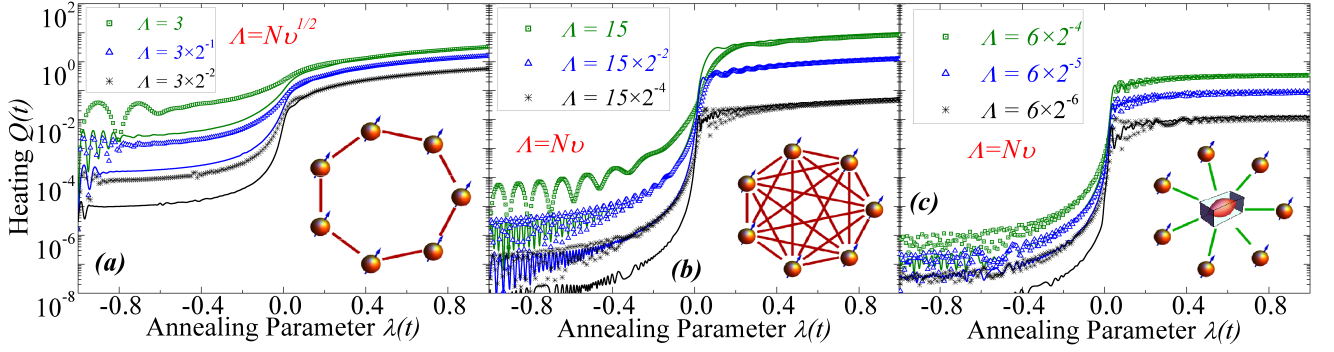 Heating Q(t)
10^2
10^0
10^-2
10^-4
10^-6
10^-8
Λ = 3
Λ = 3×2^-1
Λ = 3×2^-2
Λ=Nυ^1/2
(a)
-0.8 -0.4 0.0 0.4 0.8
Annealing Parameter λ(t)
Λ = 15
Λ = 15×2^-2
Λ = 15×2^-4
Λ=Nυ
(b)
-0.8 -0.4 0.0 0.4 0.8
Annealing Parameter λ(t)
Λ = 6×2^-4
Λ = 6×2^-5
Λ = 6×2^-6
Λ=Nυ
(c)
-0.8 -0.4 0.0 0.4 0.8
Annealing Parameter λ(t)